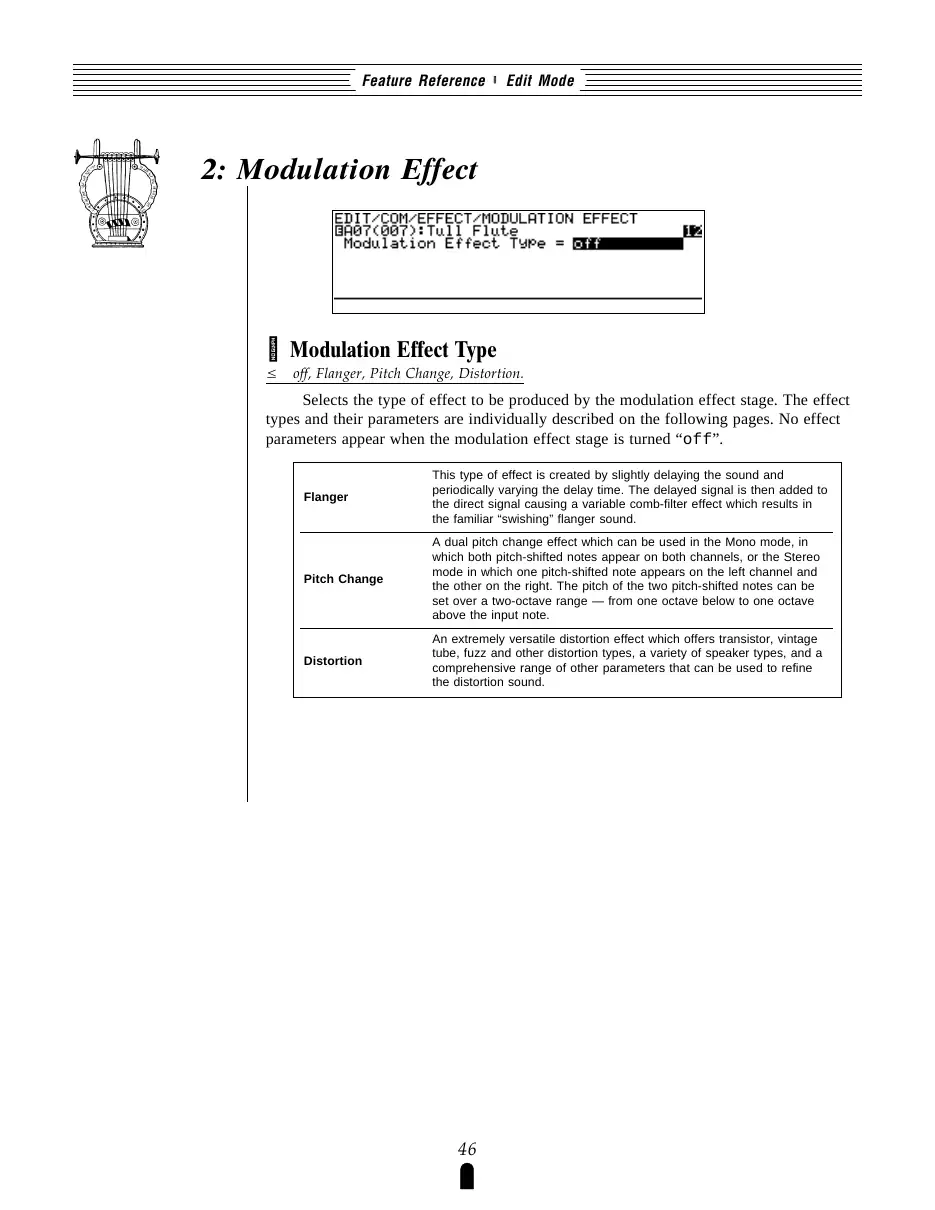 Feature Reference Edit Mode
2: Modulation Effect
EDIT/COM/EFFECT/MODULATION EFFECT
EA07(007):Tull Flute 12
Modulation Effect Type = off
Modulation Effect Type
≤ off, Flanger, Pitch Change, Distortion.
Selects the type of effect to be produced by the modulation effect stage. The effect
types and their parameters are individually described on the following pages. No effect
parameters appear when the modulation effect stage is turned “off”.
Flanger
This type of effect is created by slightly delaying the sound and
periodically varying the delay time. The delayed signal is then added to
the direct signal causing a variable comb-filter effect which results in
the familiar “swishing” flanger sound.
Pitch Change
A dual pitch change effect which can be used in the Mono mode, in
which both pitch-shifted notes appear on both channels, or the Stereo
mode in which one pitch-shifted note appears on the left channel and
the other on the right. The pitch of the two pitch-shifted notes can be
set over a two-octave range — from one octave below to one octave
above the input note.
Distortion
An extremely versatile distortion effect which offers transistor, vintage
tube, fuzz and other distortion types, a variety of speaker types, and a
comprehensive range of other parameters that can be used to refine
the distortion sound.
46